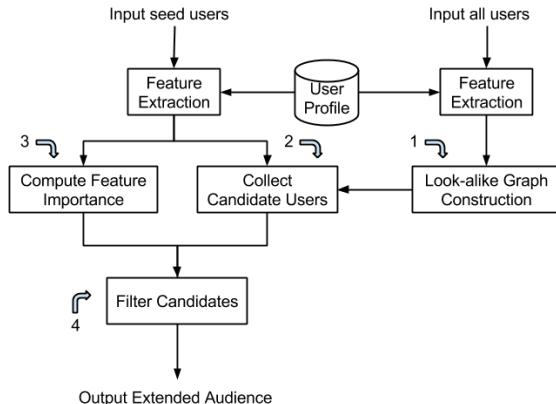 Input seed users
Input all users
Feature
Extraction
User
Profile
Feature
Extraction
3
2
1
Compute Feature
Importance
Collect
Candidate Users
Look-alike Graph
Construction
Filter Candidates
4
Output Extended Audience